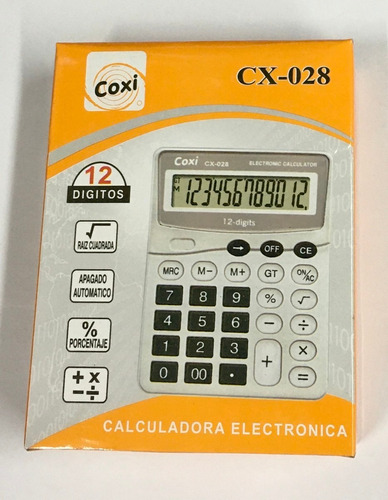 Coxi
CX-028
12
DIGITOS
√
RAIZ CUADRADA
APAGADO
AUTOMATICO
%
PORCENTAJE
+ x
− ÷
Coxi CX-028 ELECTRONIC CALCULATOR
123456789012.
12-digits
→ OFF CE
MRC M− M+ GT ON/AC
7 8 9 % √
4 5 6 − ÷
1 2 3 + ×
0 00 • =
CALCULADORA ELECTRONICA